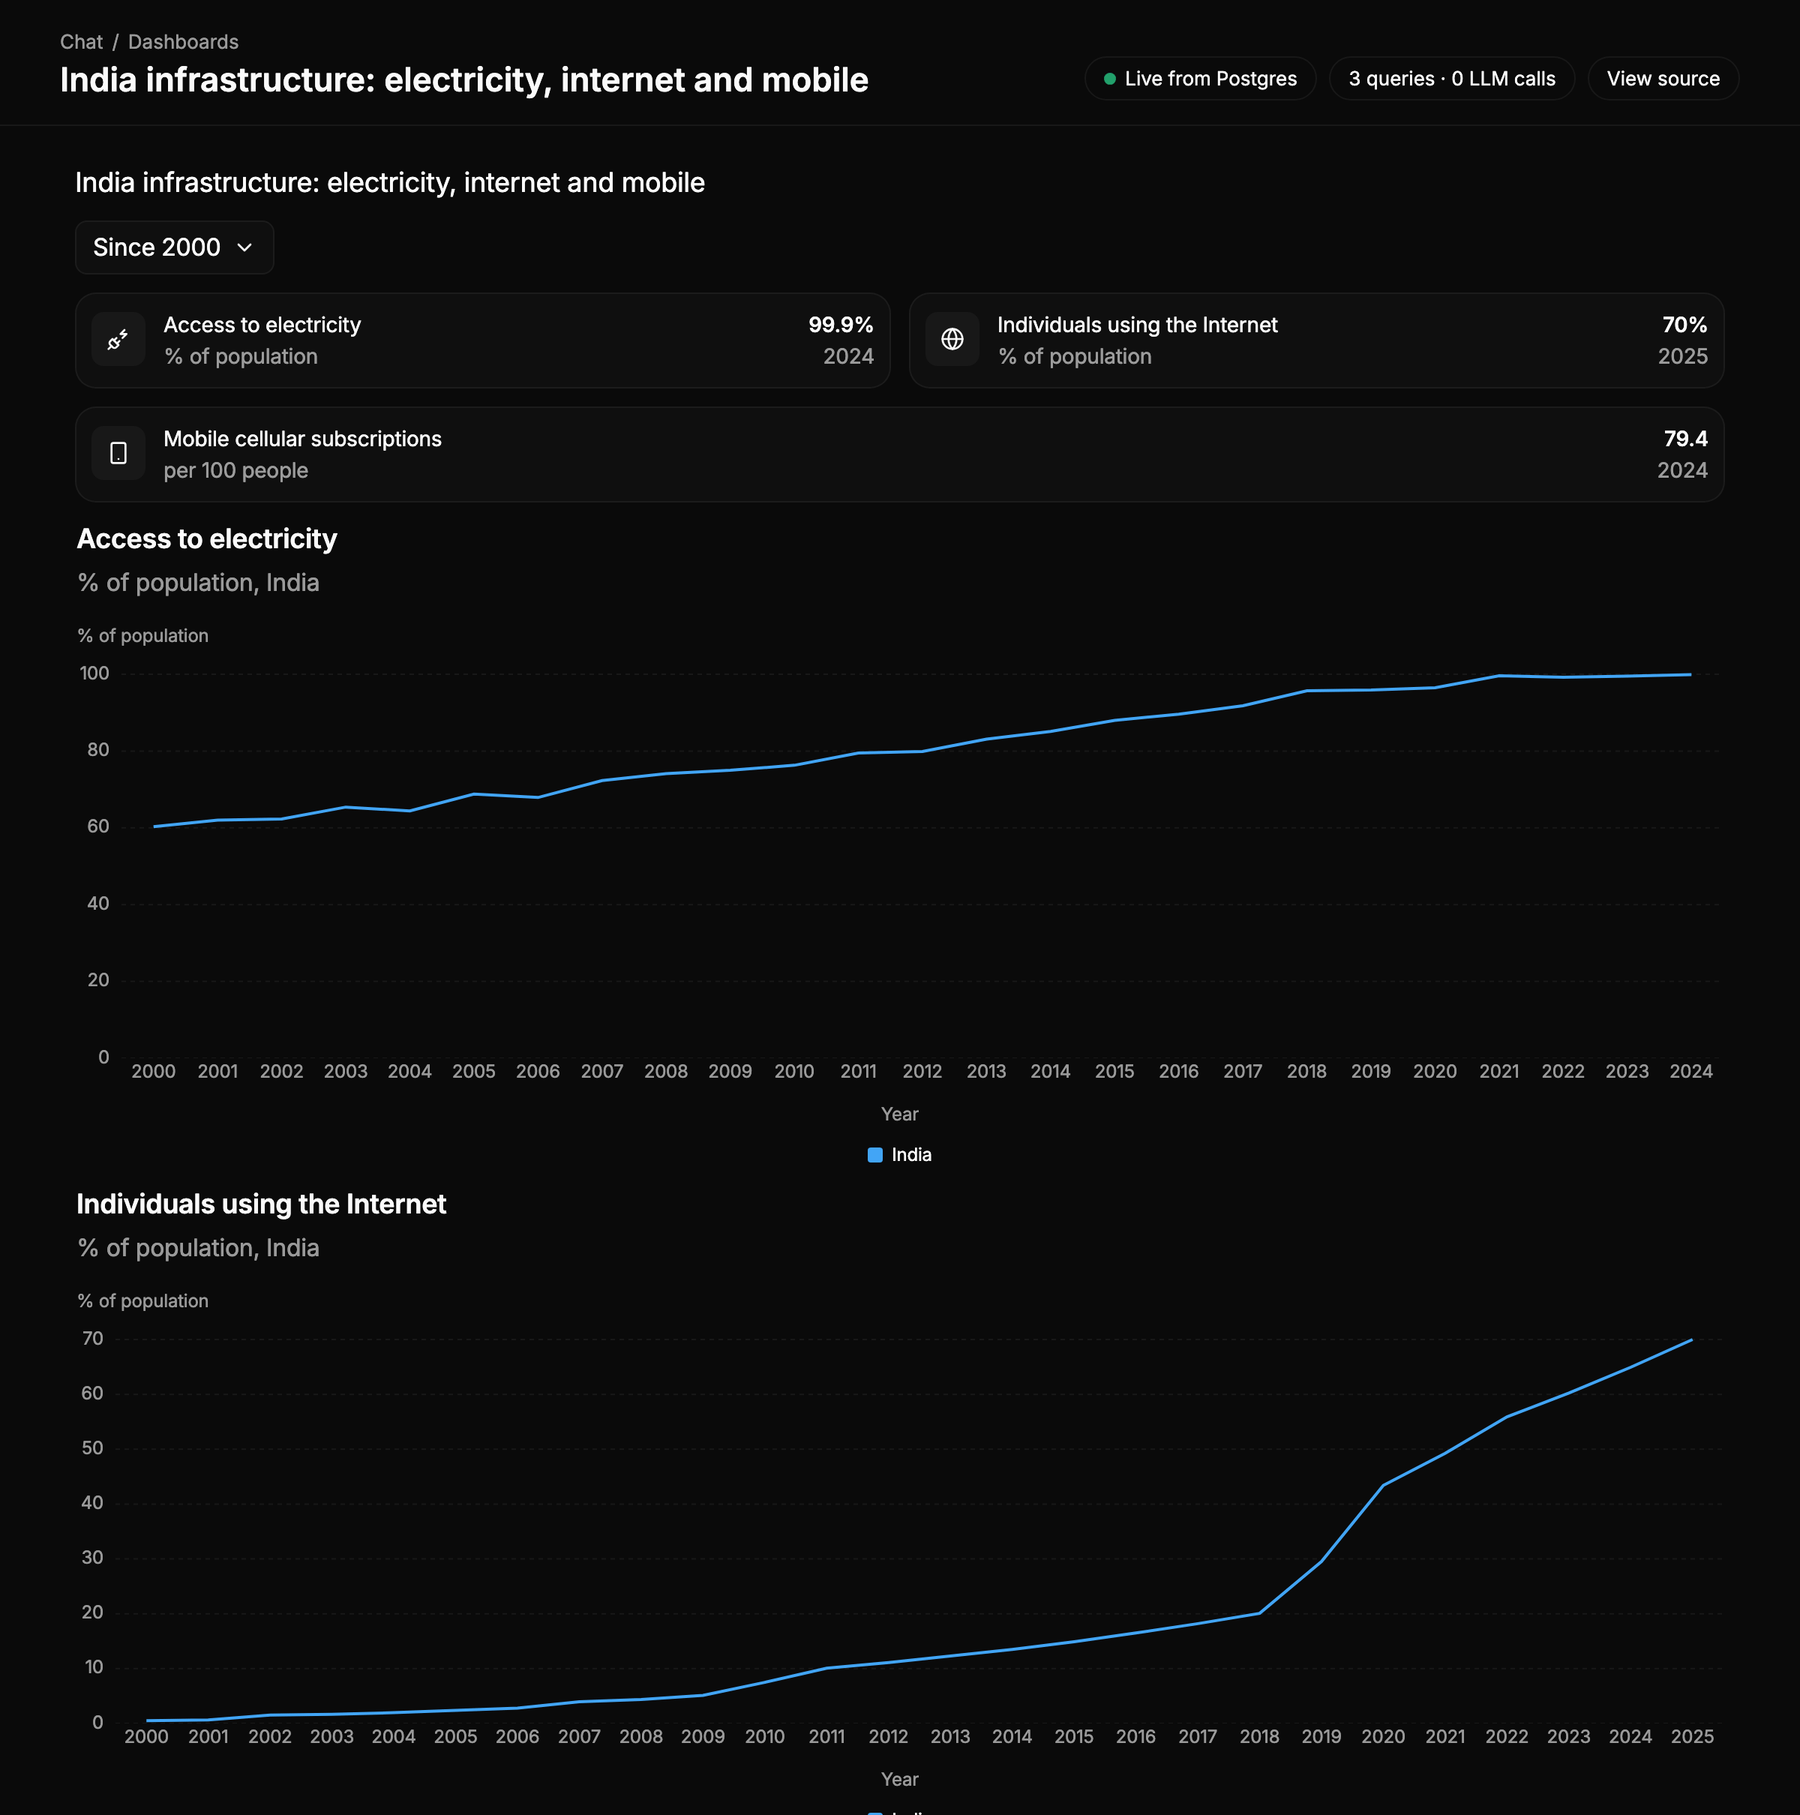 Chat / Dashboards
India infrastructure: electricity, internet and mobile
Live from Postgres
3 queries · 0 LLM calls
View source
India infrastructure: electricity, internet and mobile
Since 2000
Access to electricity
99.9%
% of population
2024
Individuals using the Internet
70%
% of population
2025
Mobile cellular subscriptions
79.4
per 100 people
2024
Access to electricity
% of population, India
% of population
100
80
60
40
20
0
2000 2001 2002 2003 2004 2005 2006 2007 2008 2009 2010 2011 2012 2013 2014 2015 2016 2017 2018 2019 2020 2021 2022 2023 2024
Year
India
Individuals using the Internet
% of population, India
% of population
70
60
50
40
30
20
10
0
2000 2001 2002 2003 2004 2005 2006 2007 2008 2009 2010 2011 2012 2013 2014 2015 2016 2017 2018 2019 2020 2021 2022 2023 2024 2025
Year